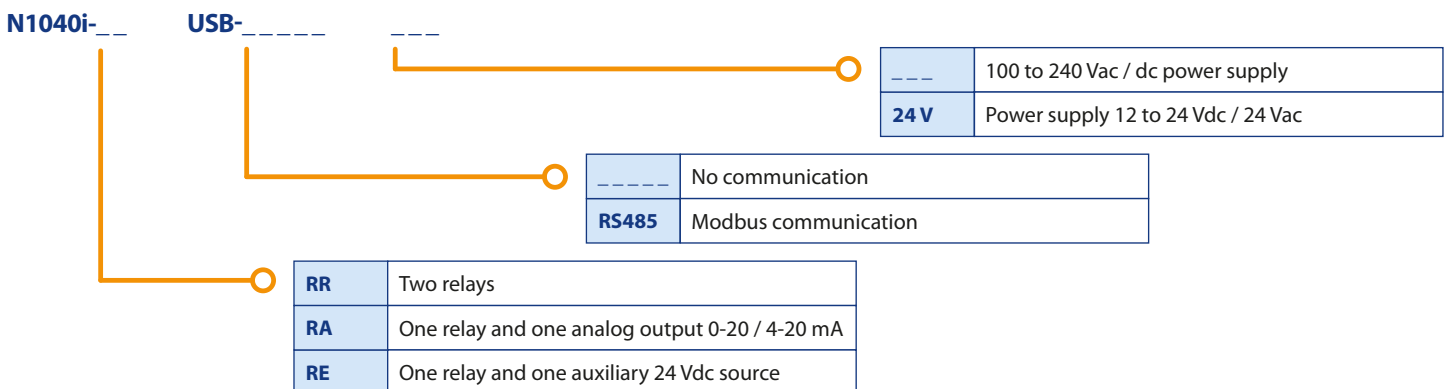 N1040i-_ _ USB-_ _ _ _ _ _ _ _
_ _ _ 100 to 240 Vac / dc power supply
24 V Power supply 12 to 24 Vdc / 24 Vac
_ _ _ _ _ No communication
RS485 Modbus communication
RR Two relays
RA One relay and one analog output 0-20 / 4-20 mA
RE One relay and one auxiliary 24 Vdc source